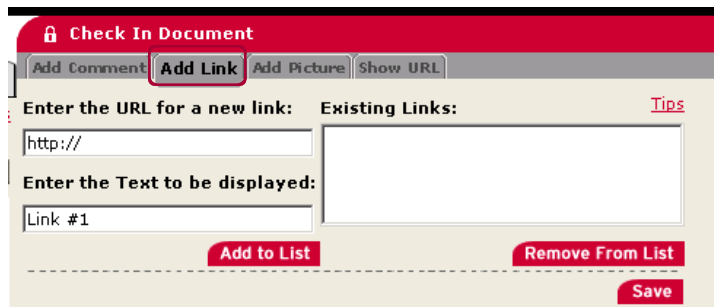 Check In Document
Add Comment Add Link Add Picture Show URL
Enter the URL for a new link: Existing Links: Tips
http://
Enter the Text to be displayed:
Link #1
Add to List Remove From List
Save